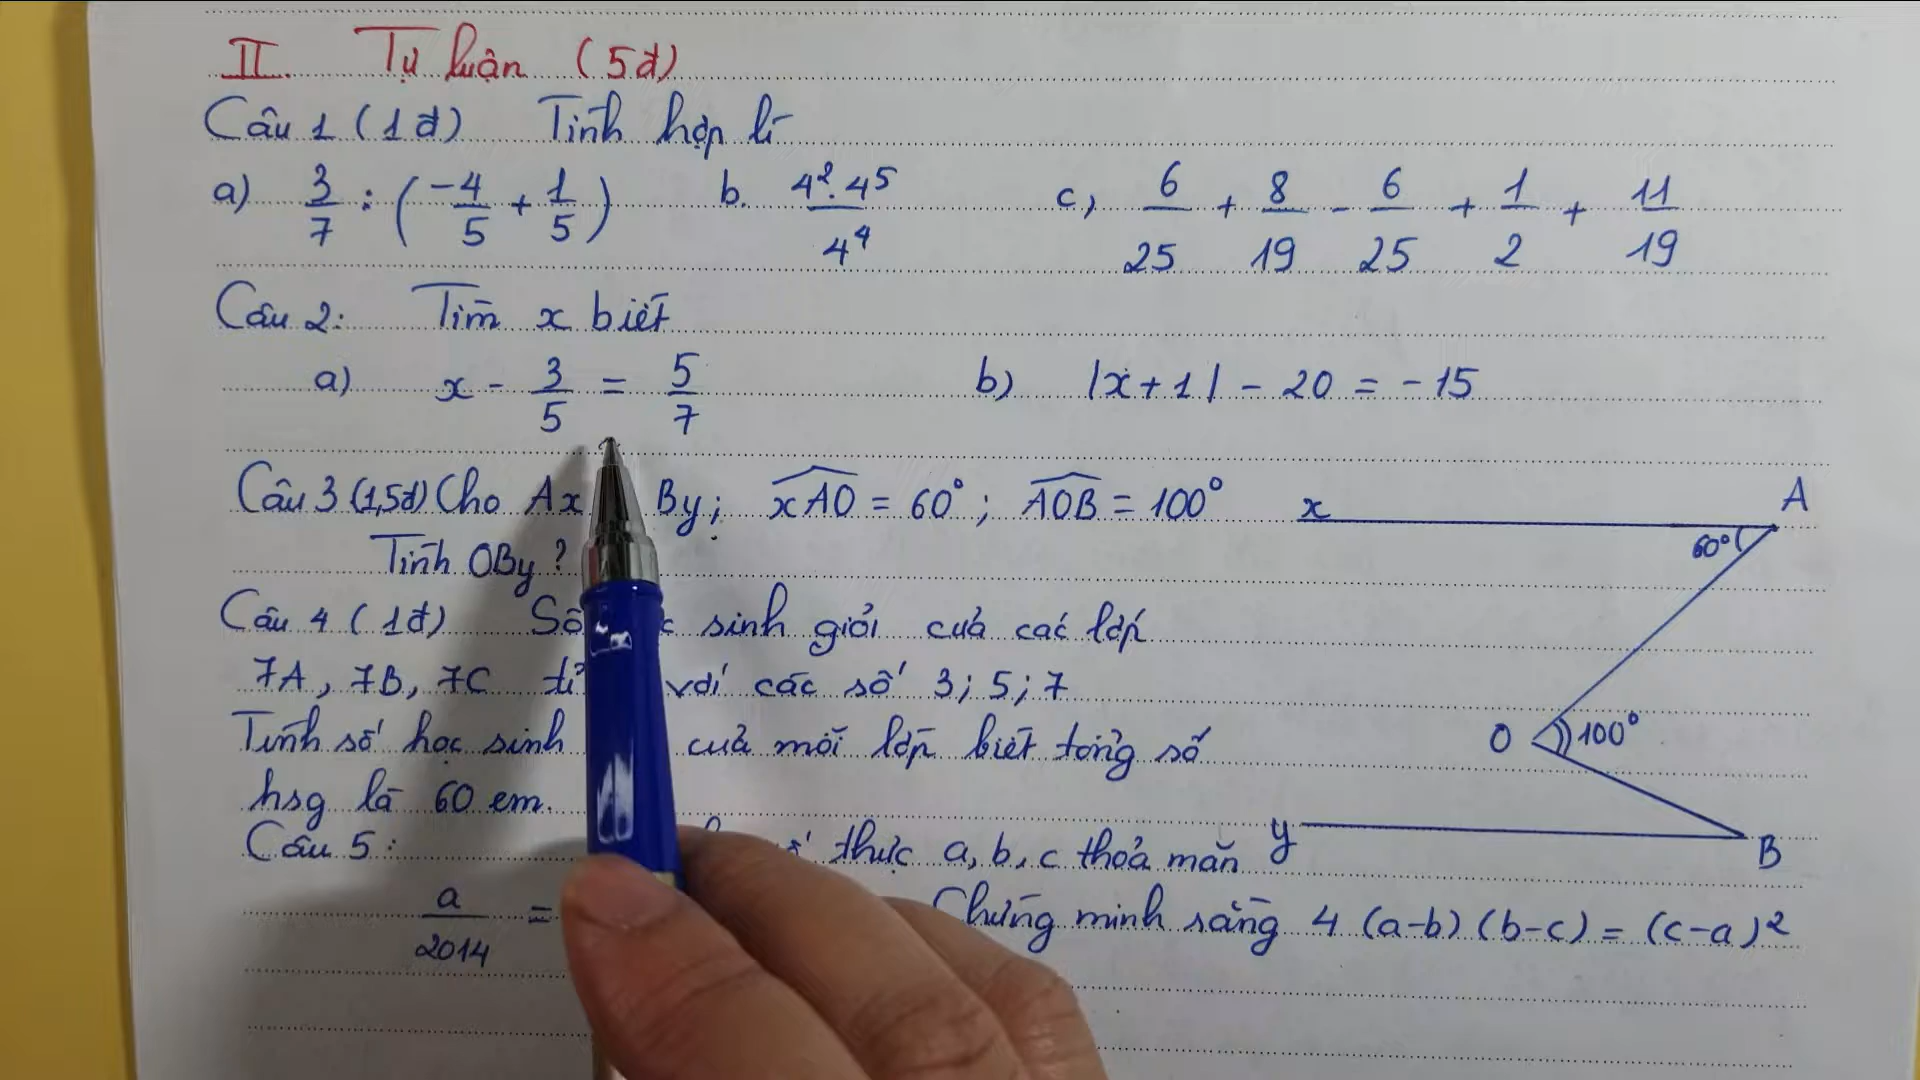 II. Tự luận (5đ)
Câu 1 (1đ) Tính hợp lí
a) 3/7 : (-4/5 + 1/5) b. 4². 4⁵ / 4⁴ c, 6/25 + 8/19 - 6/25 + 1/2 + 11/19
Câu 2: Tìm x biết
a) x - 3/5 = 5/7 b) |x + 1| - 20 = -15
Câu 3 (1,5đ) Cho Ax By; xAO = 60°; AOB = 100°
Tính OBy?
Câu 4 (1đ) Số sinh giỏi của các lớp
7A, 7B, 7C với các số 3; 5; 7
Tính số học sinh của mỗi lớp biết tổng số
hsg là 60 em.
Câu 5: thực a, b, c thỏa mãn
a/2014 = Chứng minh rằng 4 (a-b) (b-c) = (c-a)²
x A
60°
O 100°
y B